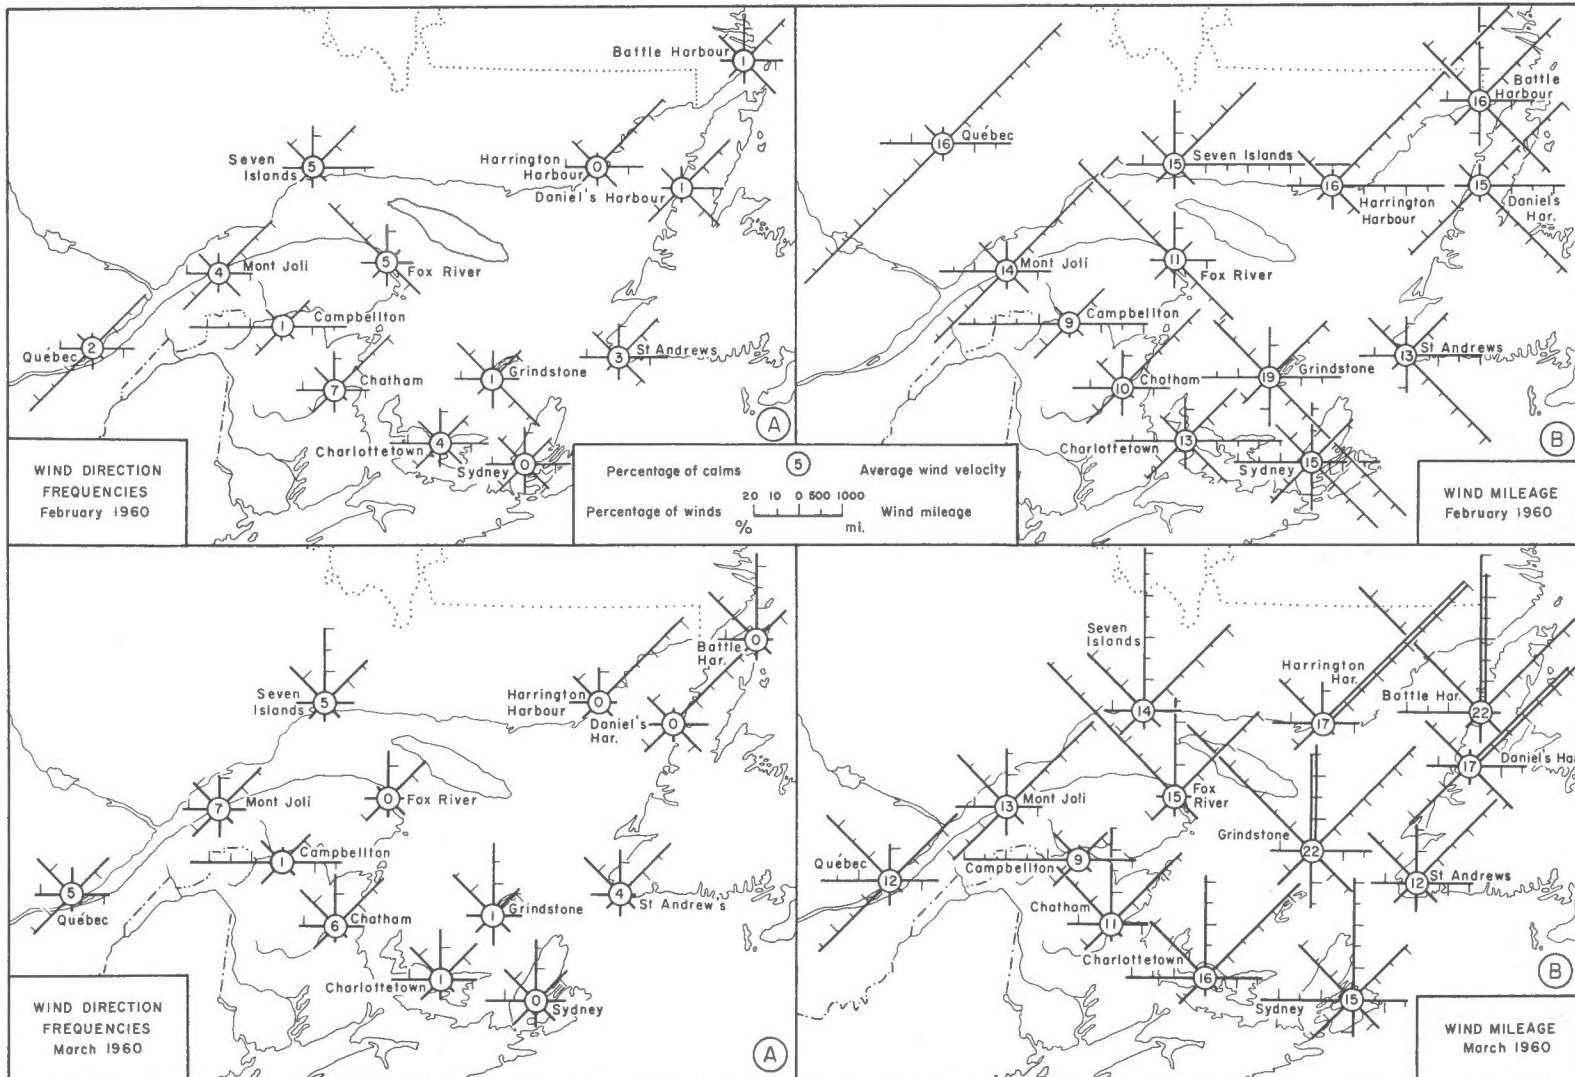 Battle Harbour
1
Seven
Islands
5
Harrington
Harbour
0
Daniel's Harbour
1
Mont Joli
4
Fox River
5
Campbellton
1
Québec
2
St Andrews
3
Chatham
7
Grindstone
1
Charlottetown
4
Sydney
0
A
WIND DIRECTION
FREQUENCIES
February 1960
Québec
16
Seven Islands
15
Battle
Harbour
16
Harrington
Harbour
16
Daniel's
Har.
15
Mont Joli
14
Fox River
11
Campbellton
9
Chatham
10
Grindstone
19
St Andrews
13
Charlottetown
13
Sydney
15
B
WIND MILEAGE
February 1960
Percentage of calms
5
Average wind velocity
20 10 0 500 1000
Percentage of winds
%
mi.
Wind mileage
Battle
Har.
0
Seven
Islands
5
Harrington
Harbour
0
Daniel's
Har.
0
Mont Joli
7
Fox River
0
Campbellton
1
Québec
5
Chatham
6
Grindstone
1
St Andrew's
4
Charlottetown
1
Sydney
0
A
WIND DIRECTION
FREQUENCIES
March 1960
Seven
Islands
14
Harrington
Har.
17
Battle Har.
22
Daniel's Har.
17
Mont Joli
13
Fox
River
15
Grindstone
22
Québec
12
Campbellton
9
St Andrews
12
Chatham
11
Charlottetown
16
Sydney
15
B
WIND MILEAGE
March 1960